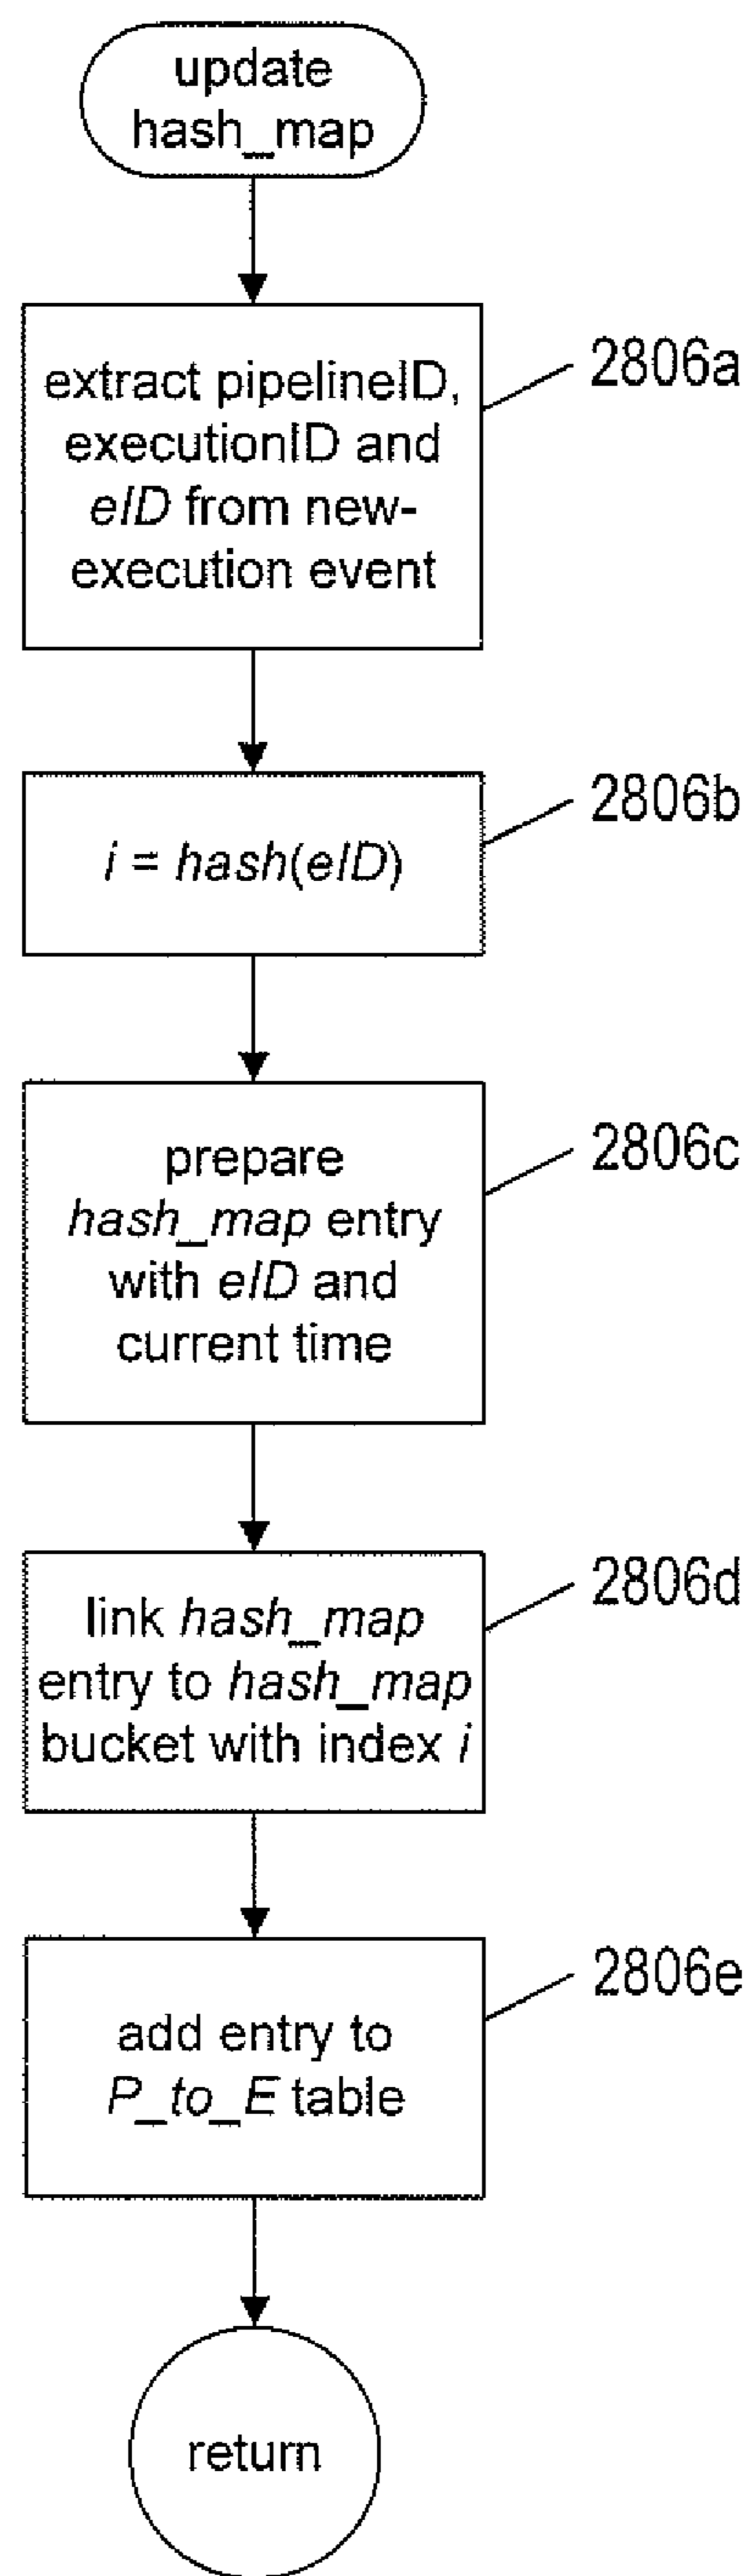 update
hash_map
extract pipelineID,
executionID and
eID from new-
execution event
2806a
i = hash(eID)
2806b
prepare
hash_map entry
with eID and
current time
2806c
link hash_map
entry to hash_map
bucket with index i
2806d
add entry to
P_to_E table
2806e
return